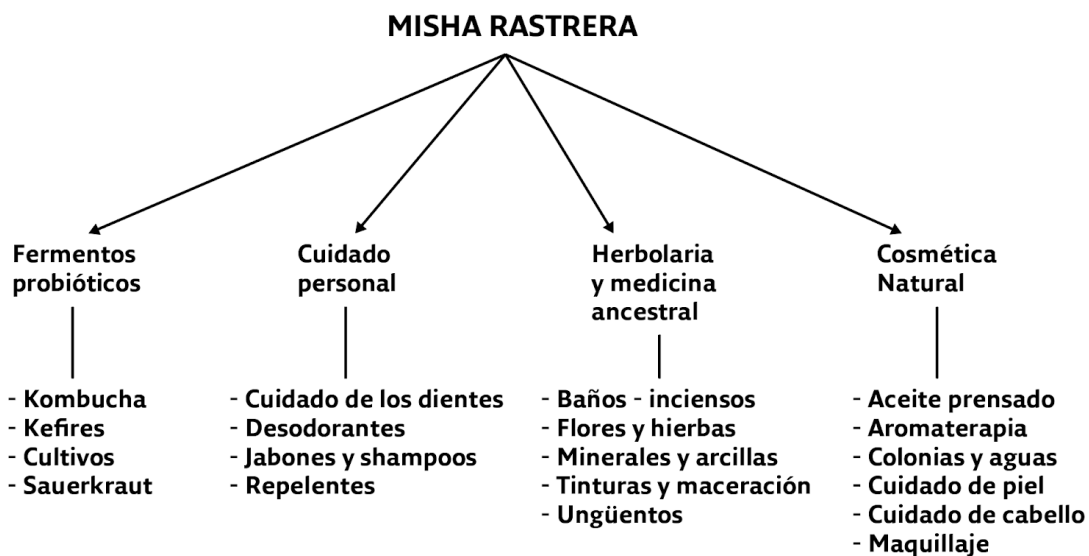 MISHA RASTRERA
Fermentos
probióticos
- Kombucha
- Kefires
- Cultivos
- Sauerkraut
Cuidado
personal
- Cuidado de los dientes
- Desodorantes
- Jabones y shampoos
- Repelentes
Herbolaria
y medicina
ancestral
- Baños - inciensos
- Flores y hierbas
- Minerales y arcillas
- Tinturas y maceración
- Ungüentos
Cosmética
Natural
- Aceite prensado
- Aromaterapia
- Colonias y aguas
- Cuidado de piel
- Cuidado de cabello
- Maquillaje